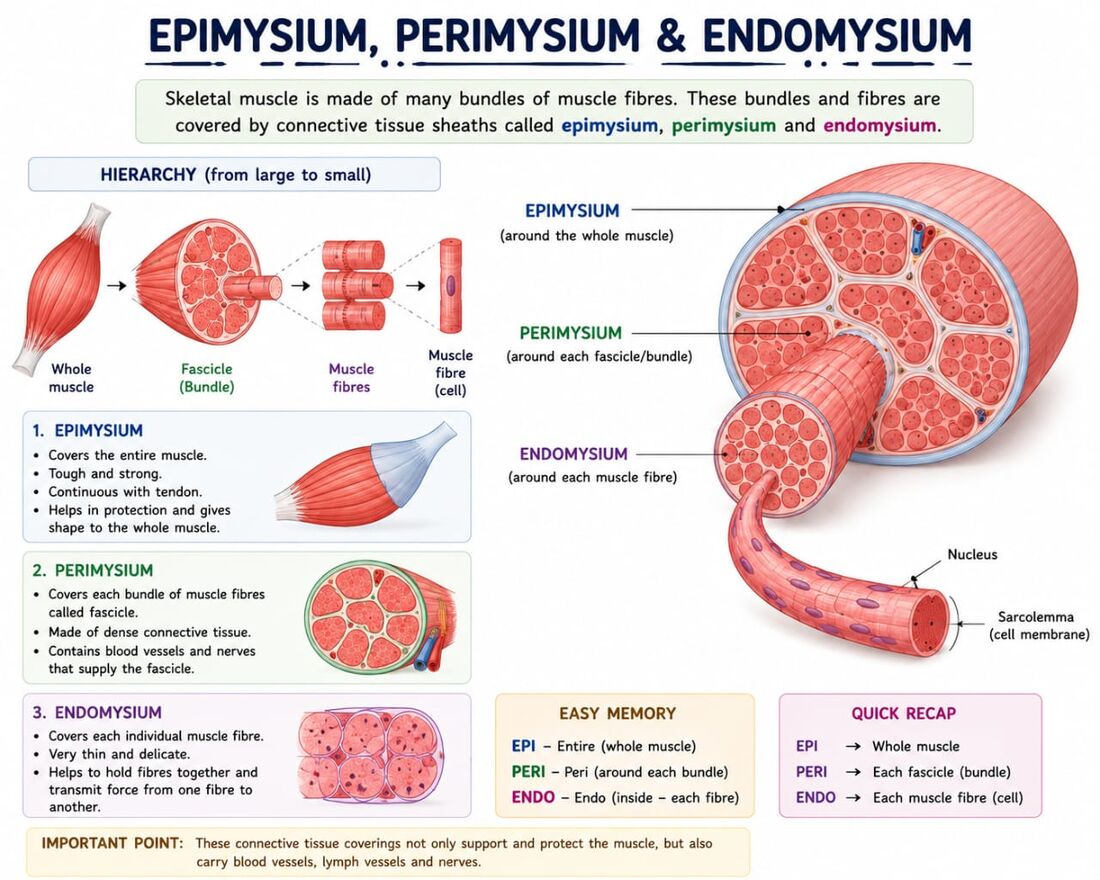 EPIMYSIUM, PERIMYSIUM & ENDOMYSIUM
Skeletal muscle is made of many bundles of muscle fibres. These bundles and fibres are
covered by connective tissue sheaths called epimysium, perimysium and endomysium.
HIERARCHY (from large to small)
Whole
muscle
Fascicle
(Bundle)
Muscle
fibres
Muscle
fibre
(cell)
EPIMYSIUM
(around the whole muscle)
PERIMYSIUM
(around each fascicle/bundle)
ENDOMYSIUM
(around each muscle fibre)
Nucleus
Sarcolemma
(cell membrane)
1. EPIMYSIUM
• Covers the entire muscle.
• Tough and strong.
• Continuous with tendon.
• Helps in protection and gives
shape to the whole muscle.
2. PERIMYSIUM
• Covers each bundle of muscle fibres
called fascicle.
• Made of dense connective tissue.
• Contains blood vessels and nerves
that supply the fascicle.
3. ENDOMYSIUM
• Covers each individual muscle fibre.
• Very thin and delicate.
• Helps to hold fibres together and
transmit force from one fibre to
another.
EASY MEMORY
EPI – Entire (whole muscle)
PERI – Peri (around each bundle)
ENDO – Endo (inside – each fibre)
QUICK RECAP
EPI → Whole muscle
PERI → Each fascicle (bundle)
ENDO → Each muscle fibre (cell)
IMPORTANT POINT: These connective tissue coverings not only support and protect the muscle, but also
carry blood vessels, lymph vessels and nerves.